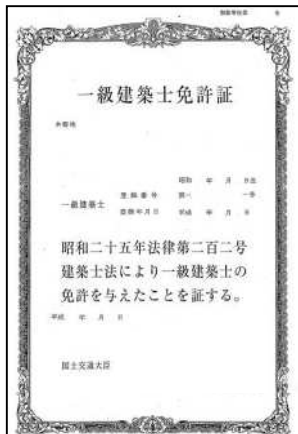 一級建築士免許証
本籍地
昭和 年 月 日生
登録番号 第一 一号
一級建築士
登録年月日 平成 年 月 日
昭和二十五年法律第二百二号
建築士法により一級建築士の
免許を与えたことを証する。
平成 年 月 日
国土交通大臣